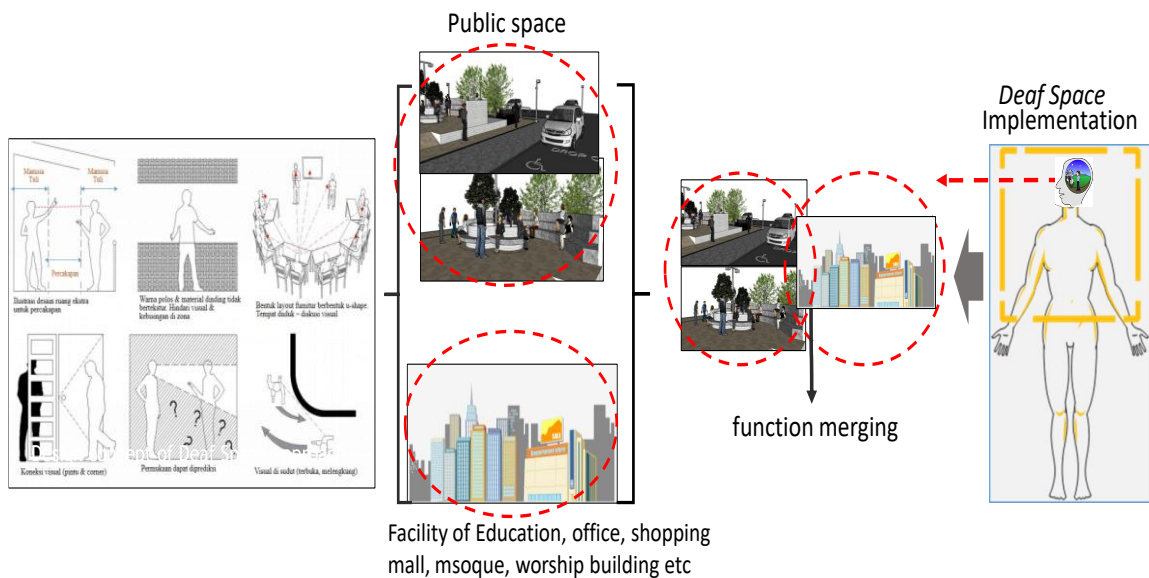 Public space
Deaf Space
Implementation
Manusia
Tuli
Manusia
Tuli
Percakapan
Ilustrasi desain ruang ekstra
untuk percakapan
Warna polos & material dinding tidak
bertekstur. Hindari visual &
kebisingan di zona
Bentuk layout furnitur berbentuk u-shape.
Tempat duduk – diskusi visual
? ? ? ?
Koneksi visual (pintu & corner)
Permukaan dapat diprediksi
Visual di sudut (terbuka, melengkung)
of Deaf
DROP
function merging
Facility of Education, office, shopping
mall, msoque, worship building etc